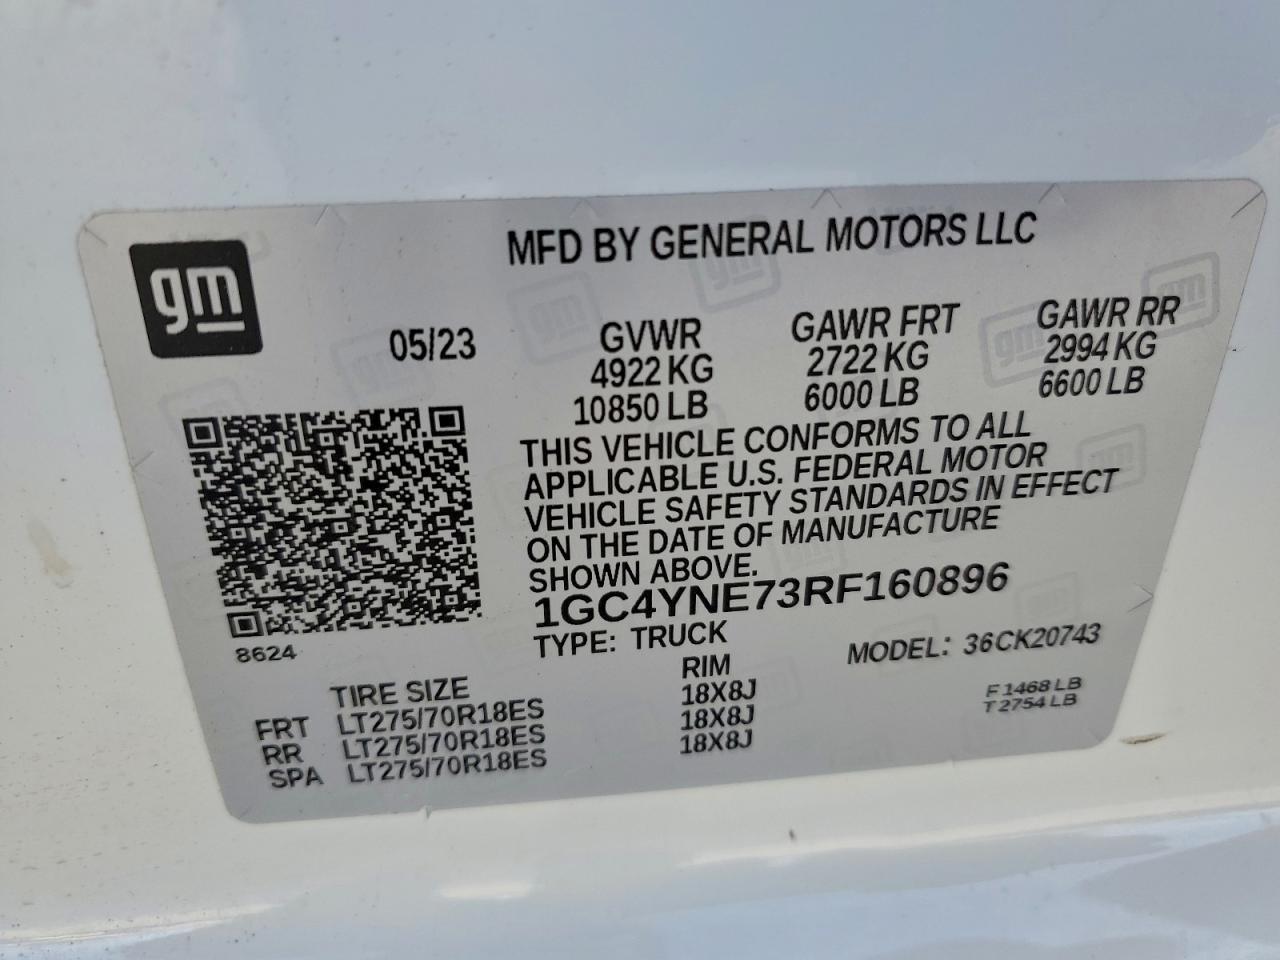 gm
MFD BY GENERAL MOTORS LLC
05/23
GVWR GAWR FRT GAWR RR
4922 KG 2722 KG 2994 KG
10850 LB 6000 LB 6600 LB
THIS VEHICLE CONFORMS TO ALL
APPLICABLE U.S. FEDERAL MOTOR
VEHICLE SAFETY STANDARDS IN EFFECT
ON THE DATE OF MANUFACTURE
SHOWN ABOVE.
1GC4YNE73RF160896
TYPE: TRUCK
MODEL: 36CK20743
8624
TIRE SIZE RIM
FRT LT275/70R18ES 18X8J
RR LT275/70R18ES 18X8J
SPA LT275/70R18ES 18X8J
F 1468 LB
T 2754 LB